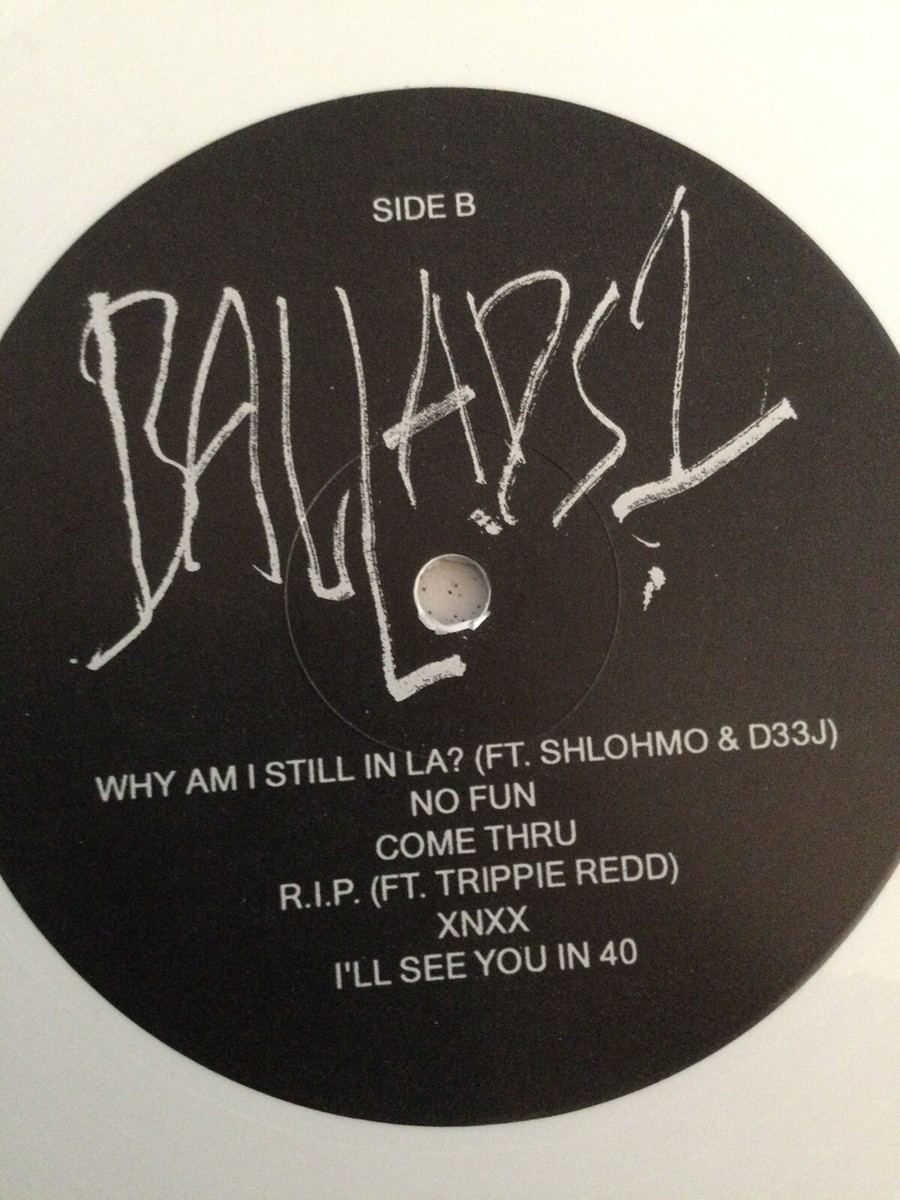 SIDE B
BALLADS 1
WHY AM I STILL IN LA? (FT. SHLOHMO & D33J)
NO FUN
COME THRU
R.I.P. (FT. TRIPPIE REDD)
XNXX
I'LL SEE YOU IN 40